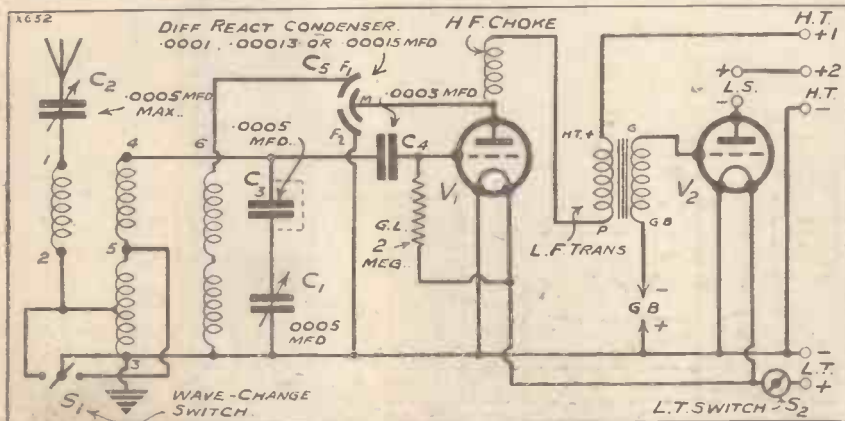 X652
DIFF REACT CONDENSER.
.0001, .00013 OR .00015 MFD
H F. CHOKE
H.T.
+1
+2
H.T.
-
+
L.S.
-
C2
.0005 MFD
MAX.
C5
F1
M
F2
.0003 MFD
1
4
6
.0005
MFD.
C4
C3
V1
HT.+
G
V2
2
5
G.L.
2
MEG.
P
G B
L.F. TRANS
C1
.0005
MFD
-
G B
+
3
-
L.T.
+
S1
WAVE-CHANGE
SWITCH.
L.T. SWITCH
S2